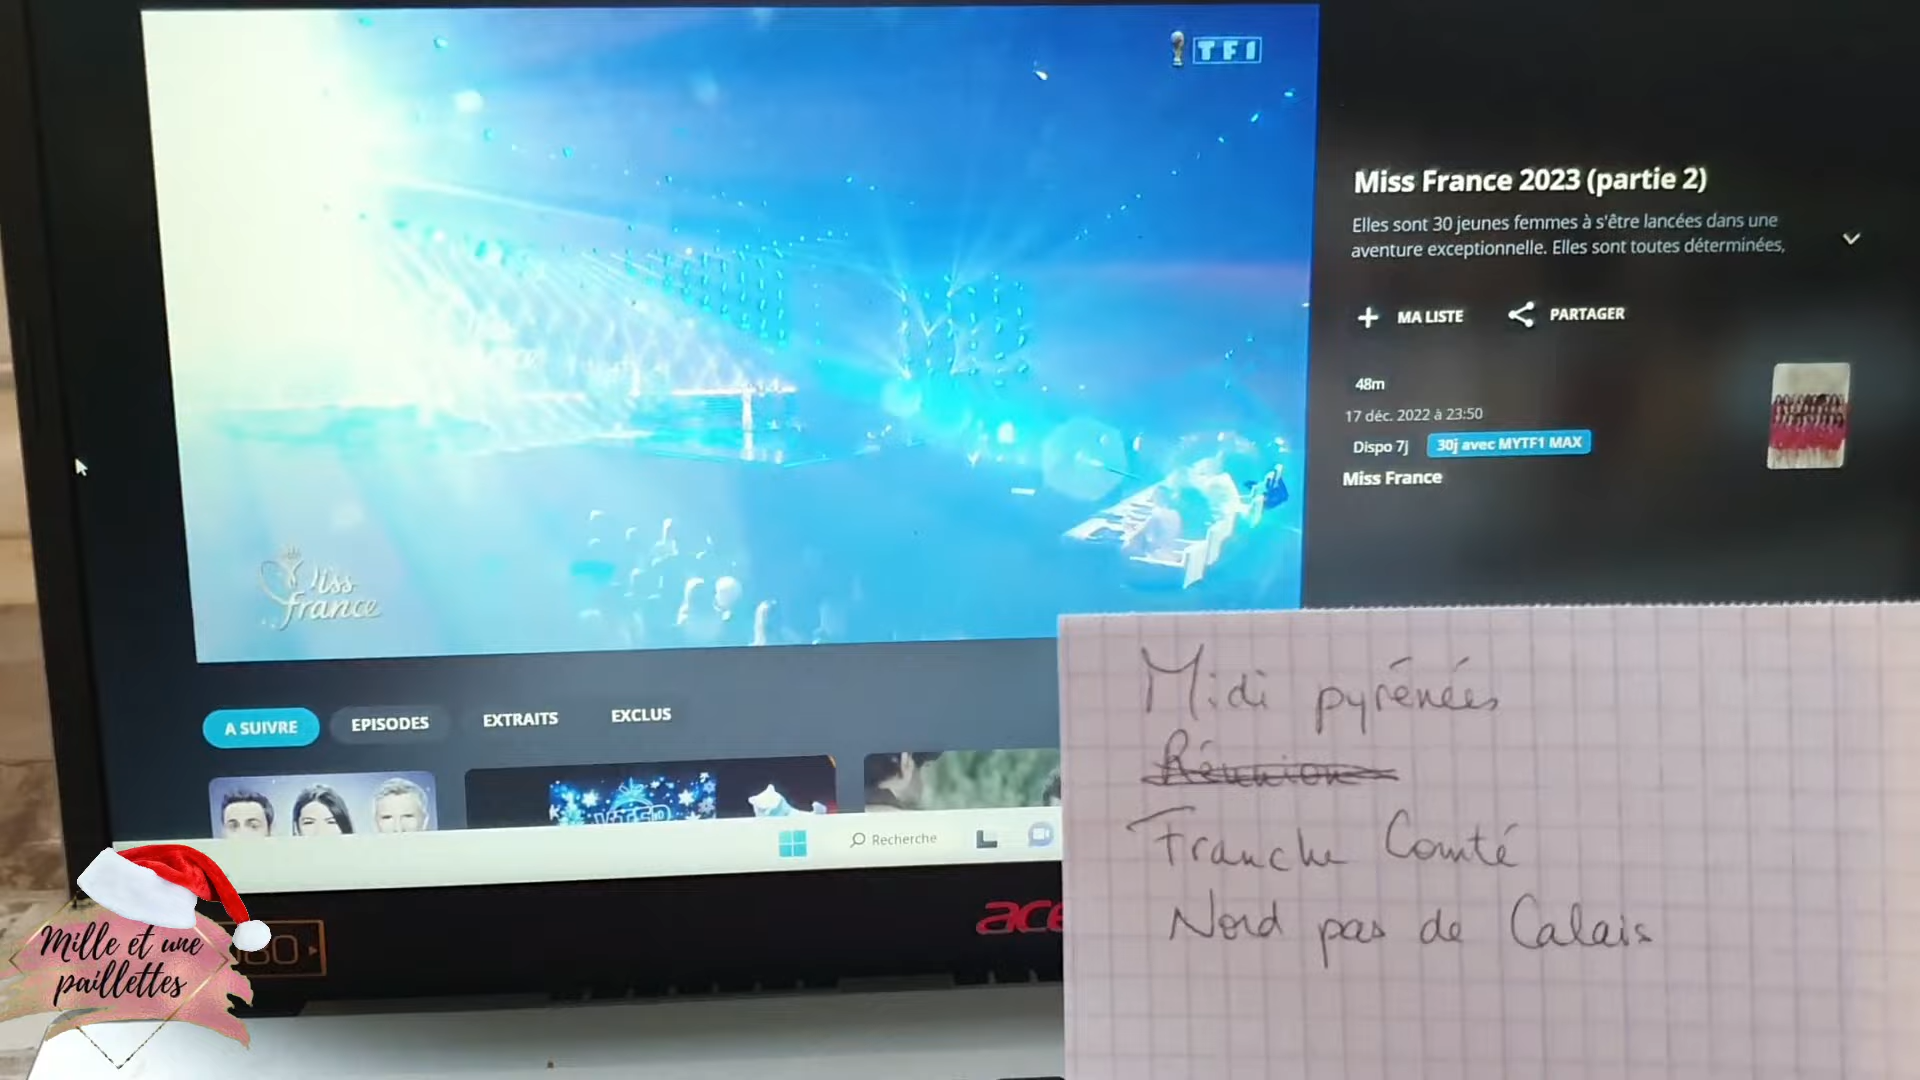 TF1
Miss France 2023 (partie 2)
Elles sont 30 jeunes femmes à s'être lancées dans une
aventure exceptionnelle. Elles sont toutes déterminées,
+ MA LISTE
PARTAGER
48m
17 déc. 2022 à 23:50
Dispo 7j
30j avec MYTF1 MAX
Miss France
Miss
france
A SUIVRE
EPISODES
EXTRAITS
EXCLUS
Recherche
Midi pyrénées
Réunion
Franche Comté
Nord pas de Calais
ace
Mille et une
paillettes